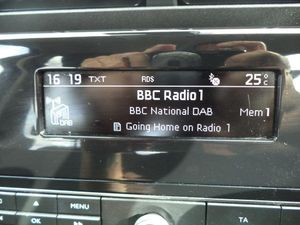 16 19 TXT RDS 25°C
BBC Radio 1
BBC National DAB Mem 1
DAB
Going Home on Radio 1
MENU
OK
TA